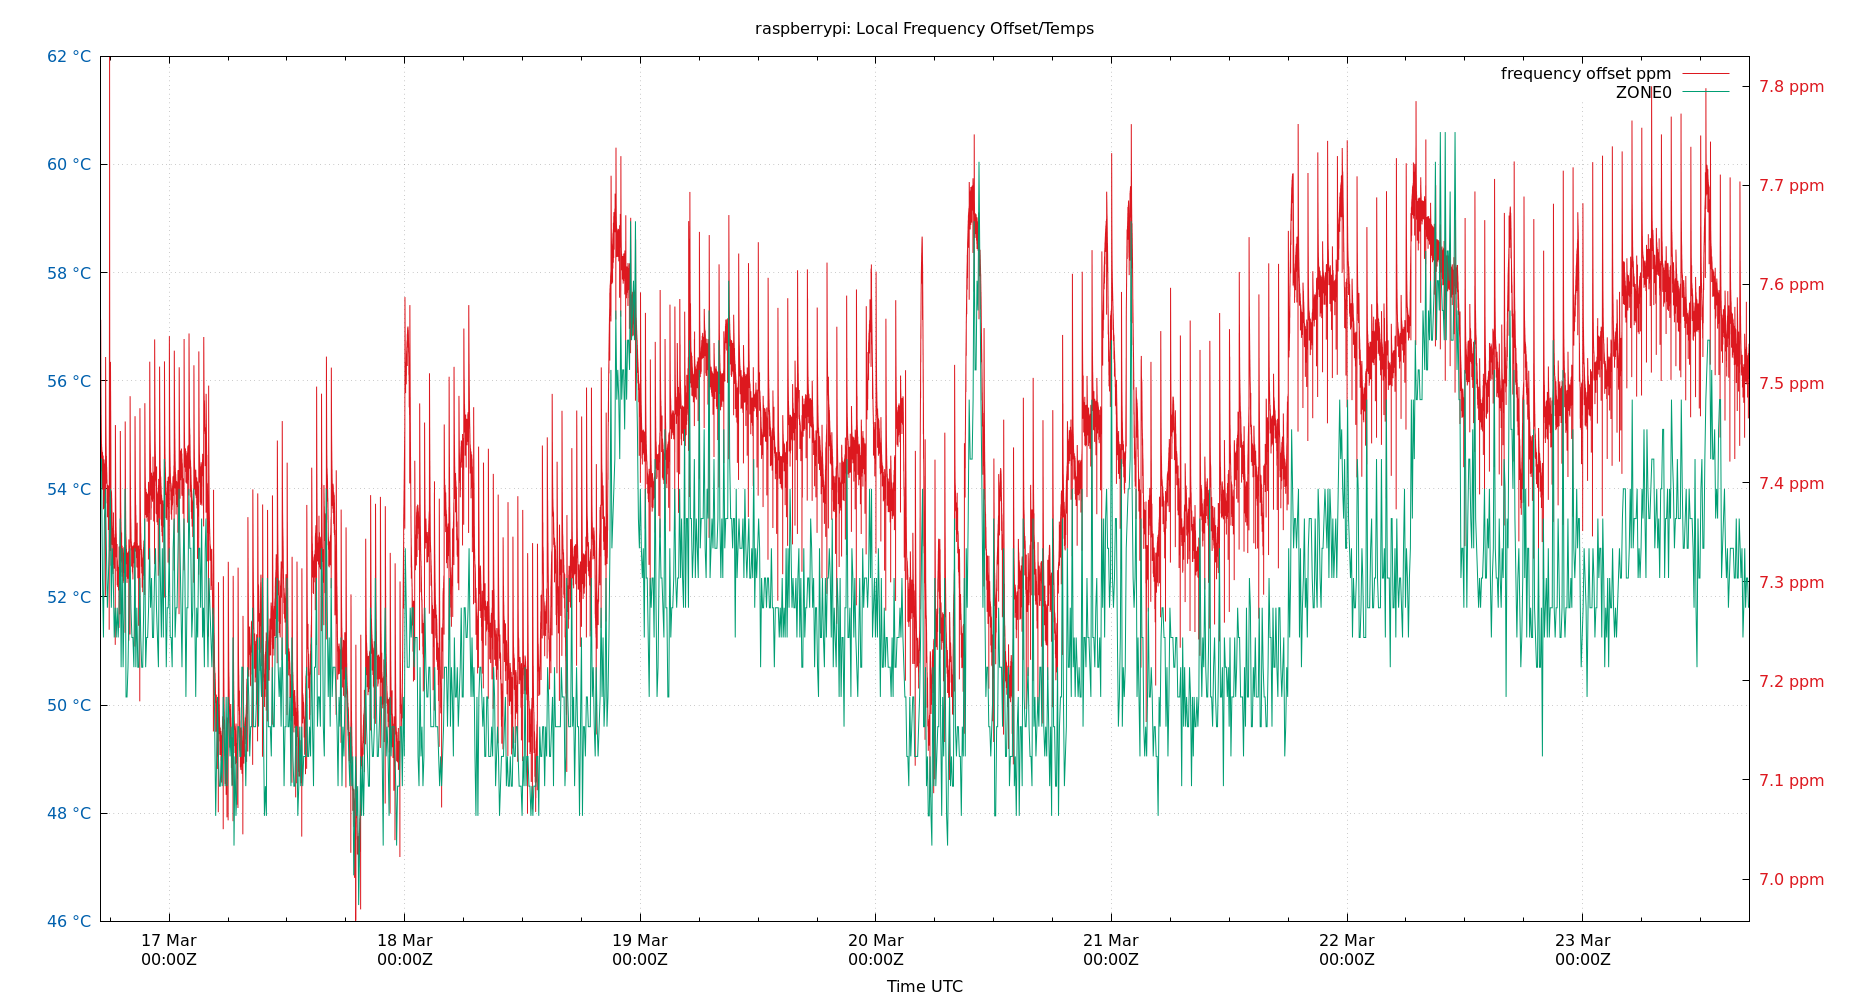 raspberrypi: Local Frequency Offset/Temps
frequency offset ppm
ZONE0
62 °C
60 °C
58 °C
56 °C
54 °C
52 °C
50 °C
48 °C
46 °C
7.8 ppm
7.7 ppm
7.6 ppm
7.5 ppm
7.4 ppm
7.3 ppm
7.2 ppm
7.1 ppm
7.0 ppm
17 Mar
00:00Z
18 Mar
00:00Z
19 Mar
00:00Z
20 Mar
00:00Z
21 Mar
00:00Z
22 Mar
00:00Z
23 Mar
00:00Z
Time UTC